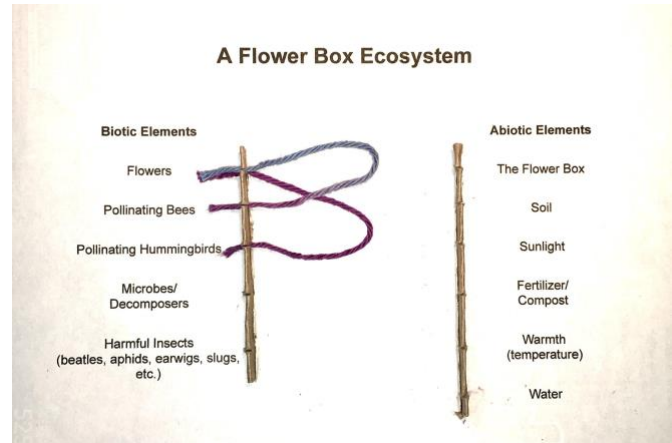 A Flower Box Ecosystem
Biotic Elements
Flowers
Pollinating Bees
Pollinating Hummingbirds
Microbes/
Decomposers
Harmful Insects
(beatles, aphids, earwigs, slugs,
etc.)
Abiotic Elements
The Flower Box
Soil
Sunlight
Fertilizer/
Compost
Warmth
(temperature)
Water